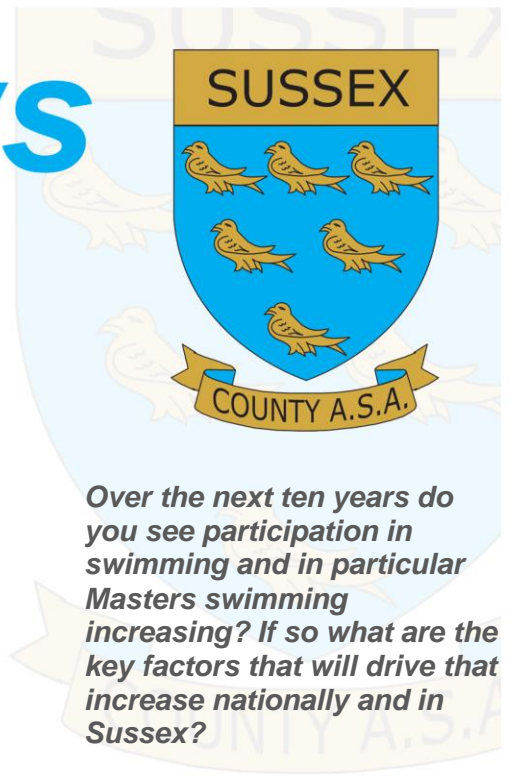 SUSSEX
COUNTY A.S.A.
Over the next ten years do
you see participation in
swimming and in particular
Masters swimming
increasing? If so what are the
key factors that will drive that
increase nationally and in
Sussex?